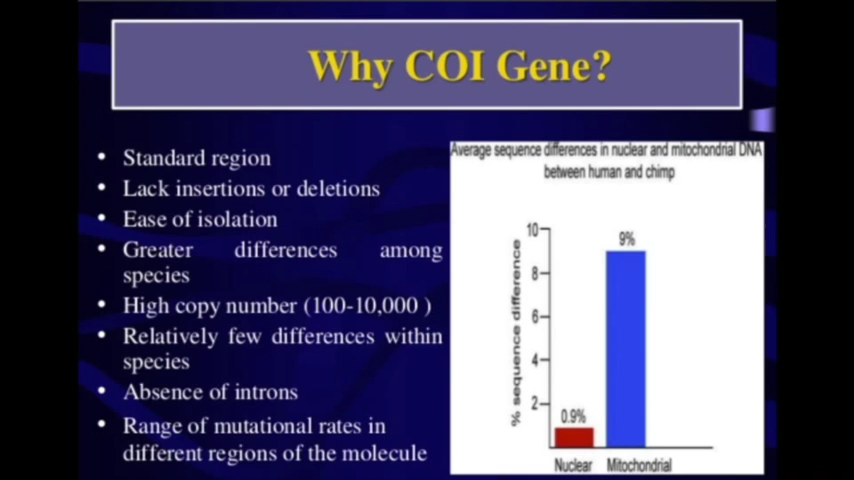 Why COI Gene?
• Standard region
• Lack insertions or deletions
• Ease of isolation
• Greater differences among
species
• High copy number (100-10,000 )
• Relatively few differences within
species
• Absence of introns
• Range of mutational rates in
different regions of the molecule
Average sequence differences in nuclear and mitochondrial DNA
between human and chimp
% sequence difference
10
8
6
4
2
0.9%
9%
Nuclear
Mitochondrial